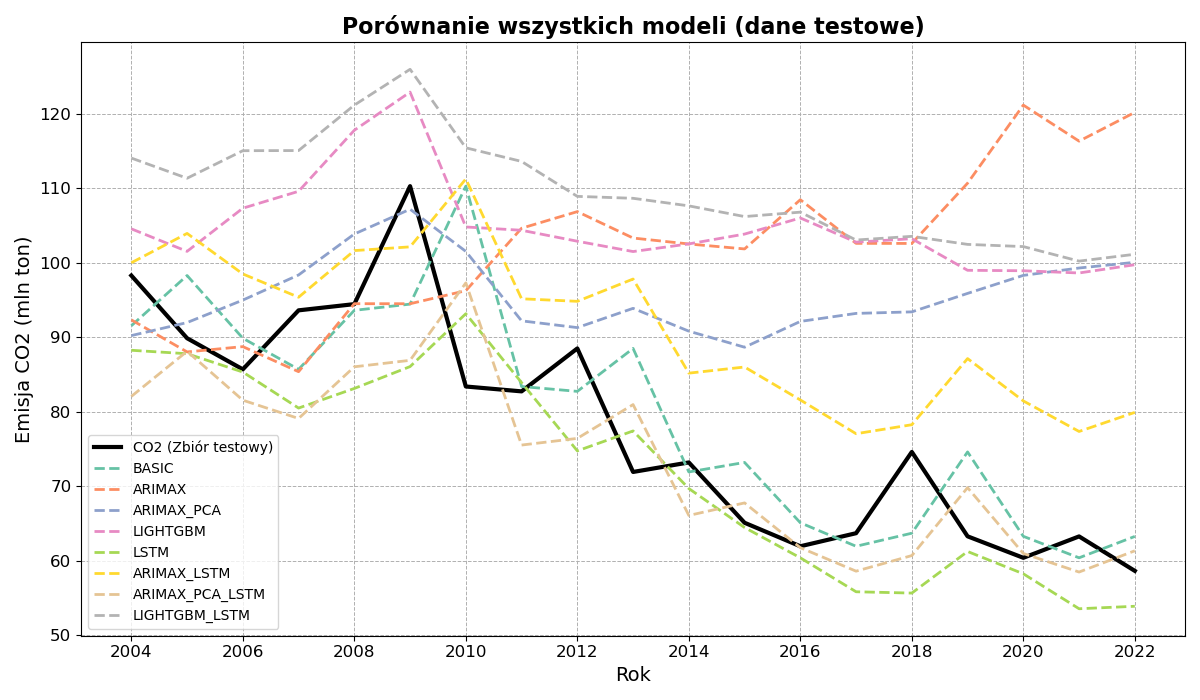 Porównanie wszystkich modeli (dane testowe)
Emisja CO2 (mln ton)
120
110
100
90
80
70
60
50
CO2 (Zbiór testowy)
BASIC
ARIMAX
ARIMAX_PCA
LIGHTGBM
LSTM
ARIMAX_LSTM
ARIMAX_PCA_LSTM
LIGHTGBM_LSTM
2004 2006 2008 2010 2012 2014 2016 2018 2020 2022
Rok